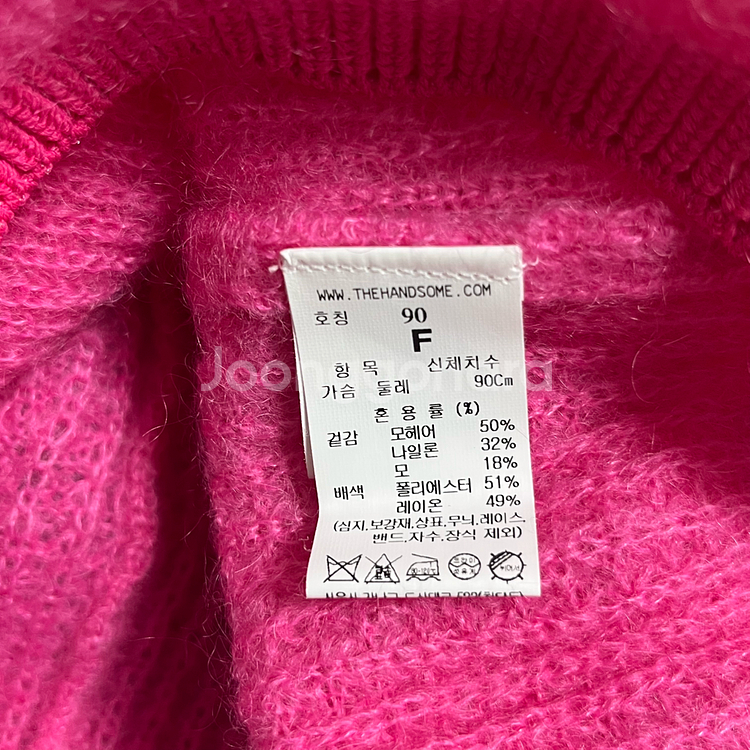 WWW.THEHANDSOME.COM
호칭 90
F
항 목 신체치수
가슴 둘레 90Cm
Joonggonara
혼 용 률 (%)
겉감 모헤어 50%
나일론 32%
모 18%
배색 폴리에스터 51%
레이온 49%
(심지,보강재,상표,무늬,레이스,
밴드,자수,장식 제외)